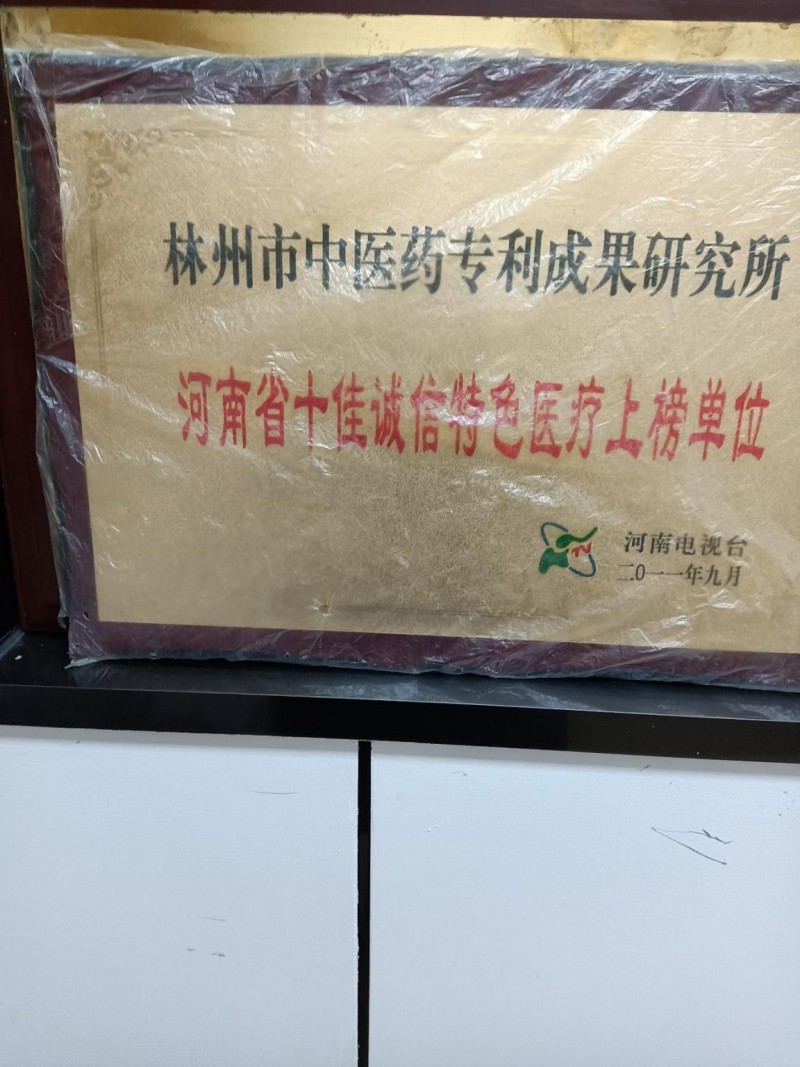 林州市中医药专利成果研究所
河南省十佳诚信特色医疗上榜单位
河南电视台
二0一一年九月